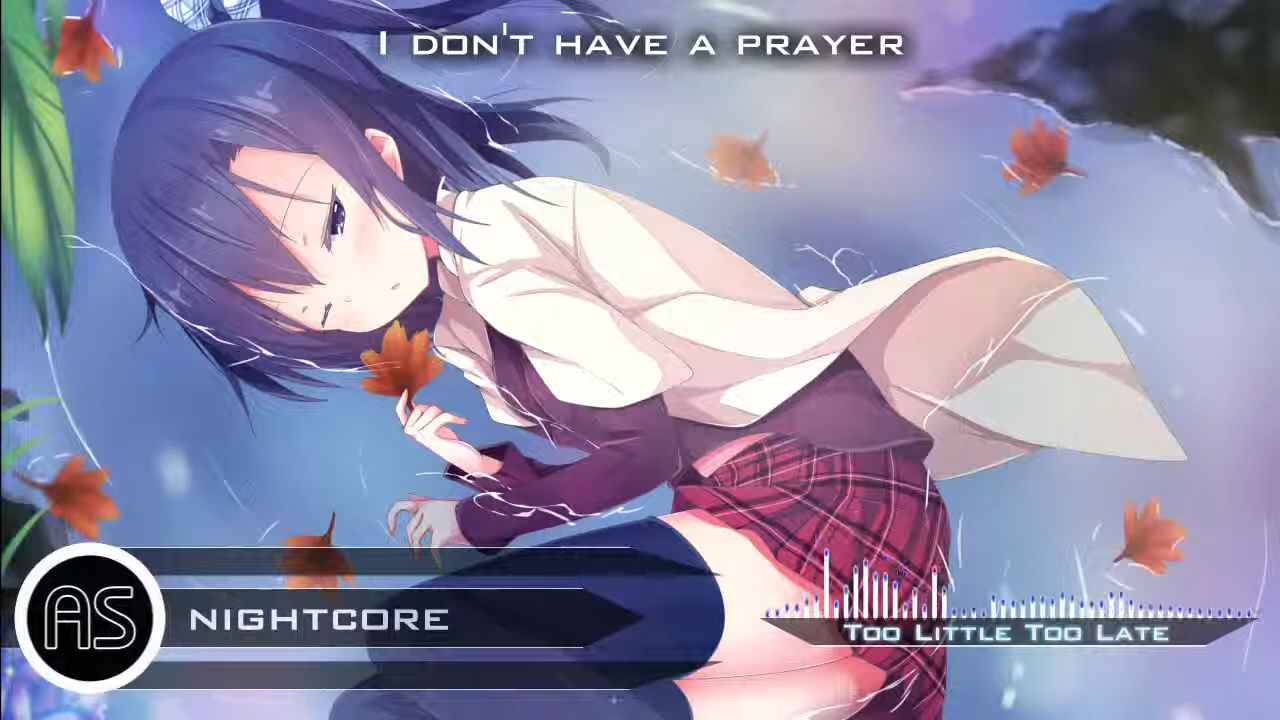 I DON'T HAVE A PRAYER
AS
NIGHTCORE
TOO LITTLE TOO LATE